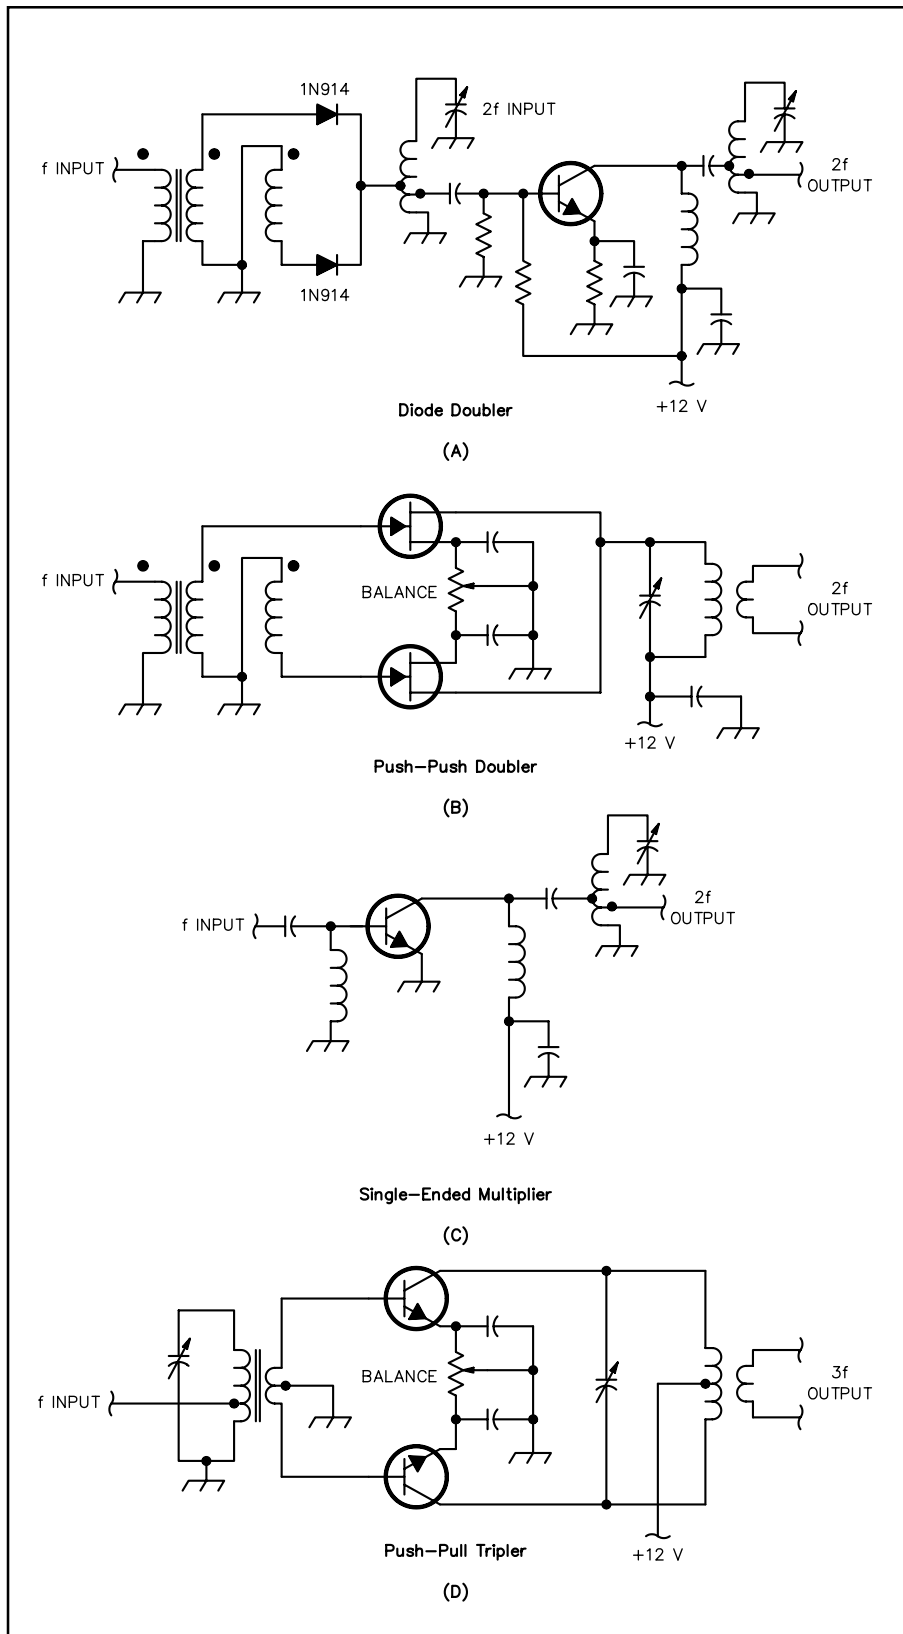 1N914
2f INPUT
f INPUT
2f
OUTPUT
1N914
+12 V
Diode Doubler
(A)
f INPUT
BALANCE
2f
OUTPUT
+12 V
Push-Push Doubler
(B)
f INPUT
2f
OUTPUT
+12 V
Single-Ended Multiplier
(C)
BALANCE
f INPUT
3f
OUTPUT
+12 V
Push-Pull Tripler
(D)